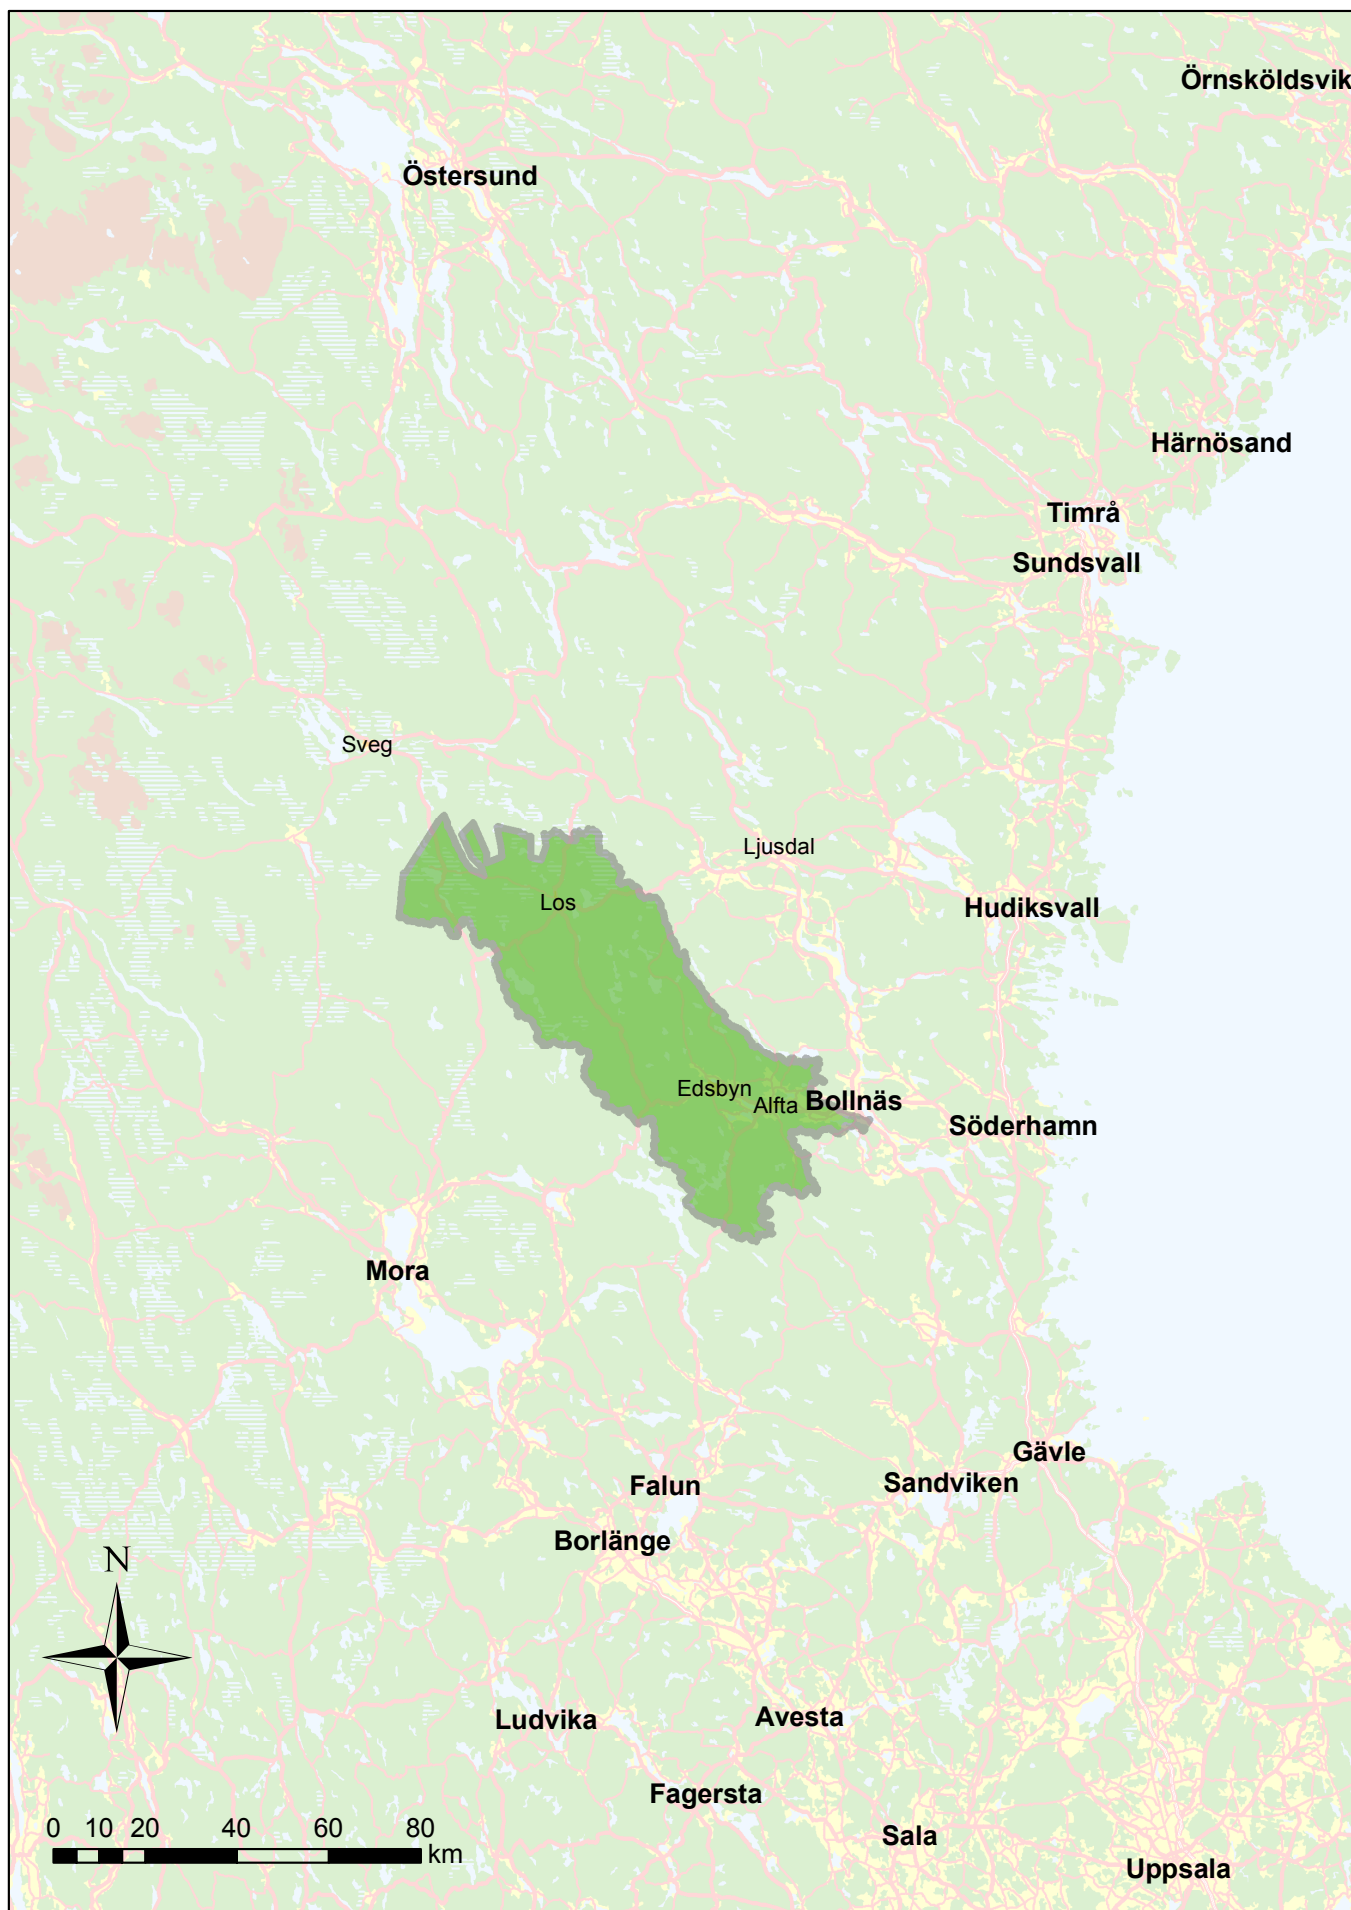 Örnsköldsvik
Östersund
Härnösand
Timrå
Sundsvall
Sveg
Ljusdal
Los
Hudiksvall
Edsbyn
Alfta
Bollnäs
Söderhamn
Mora
Gävle
Sandviken
Falun
Borlänge
N
Ludvika
Avesta
Fagersta
Sala
Uppsala
0 10 20 40 60 80
km